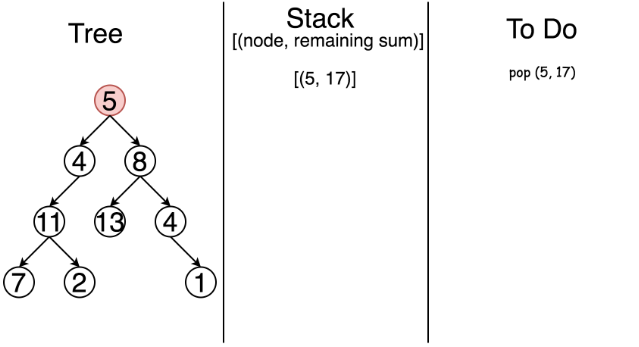 Tree
Stack
[(node, remaining sum)]
To Do
[(5, 17)]
pop (5, 17)
5
4 8
11 13 4
7 2 1